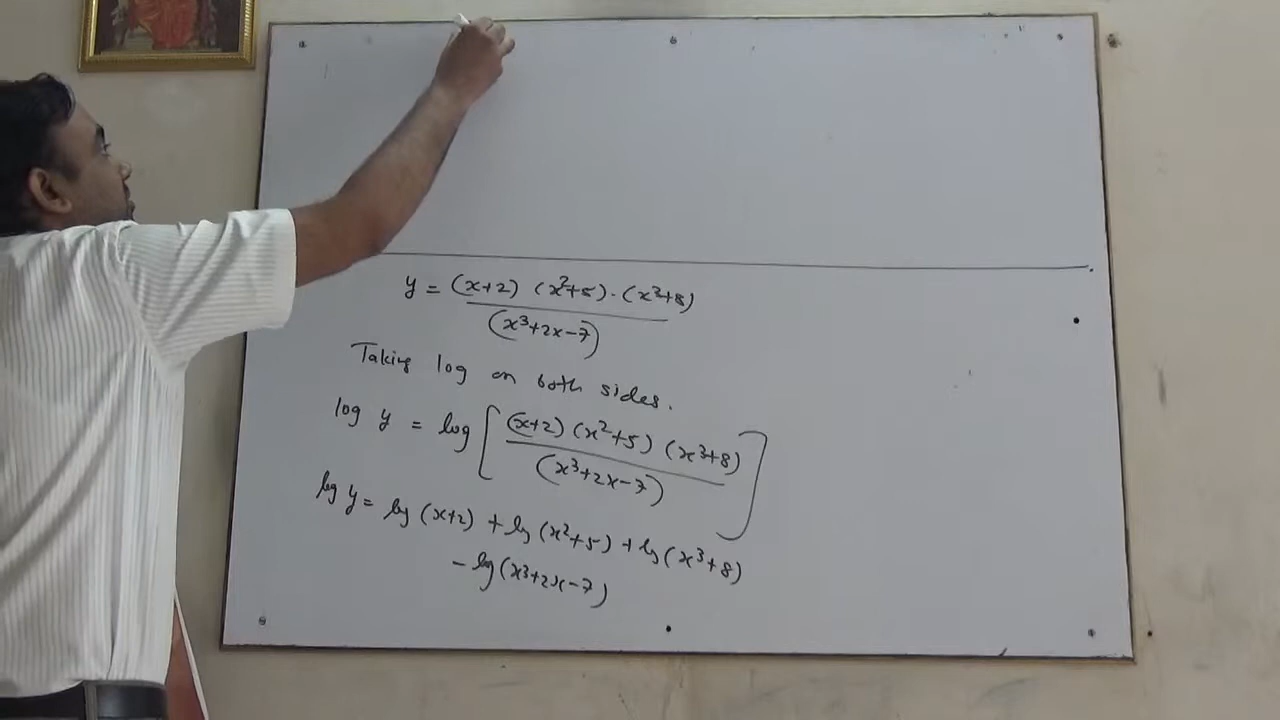 y = (x+2) (x²+5) · (x³+8)
(x³+2x-7)
Taking log on both sides.
log y = log [ (x+2) (x²+5) (x³+8) ]
(x³+2x-7)
log y = log (x+2) + log (x²+5) + log (x³+8)
- log (x³+2x-7)